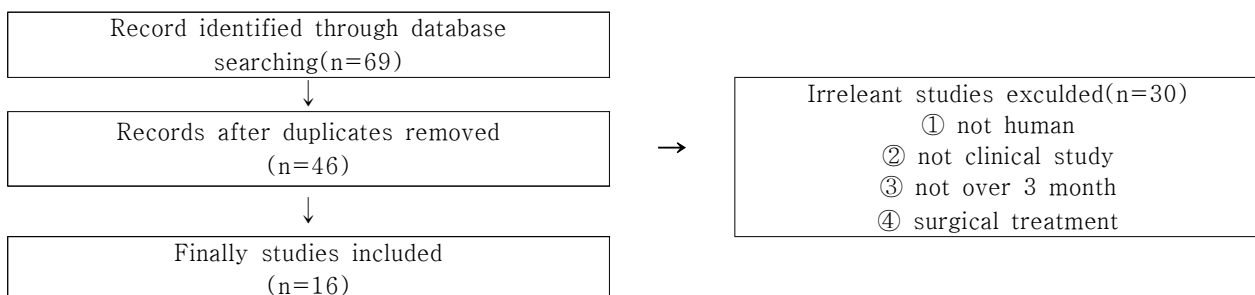 Record identified through database
searching(n=69)
↓
Records after duplicates removed
(n=46)
→
Irreleant studies exculded(n=30)
① not human
② not clinical study
③ not over 3 month
④ surgical treatment
↓
Finally studies included
(n=16)